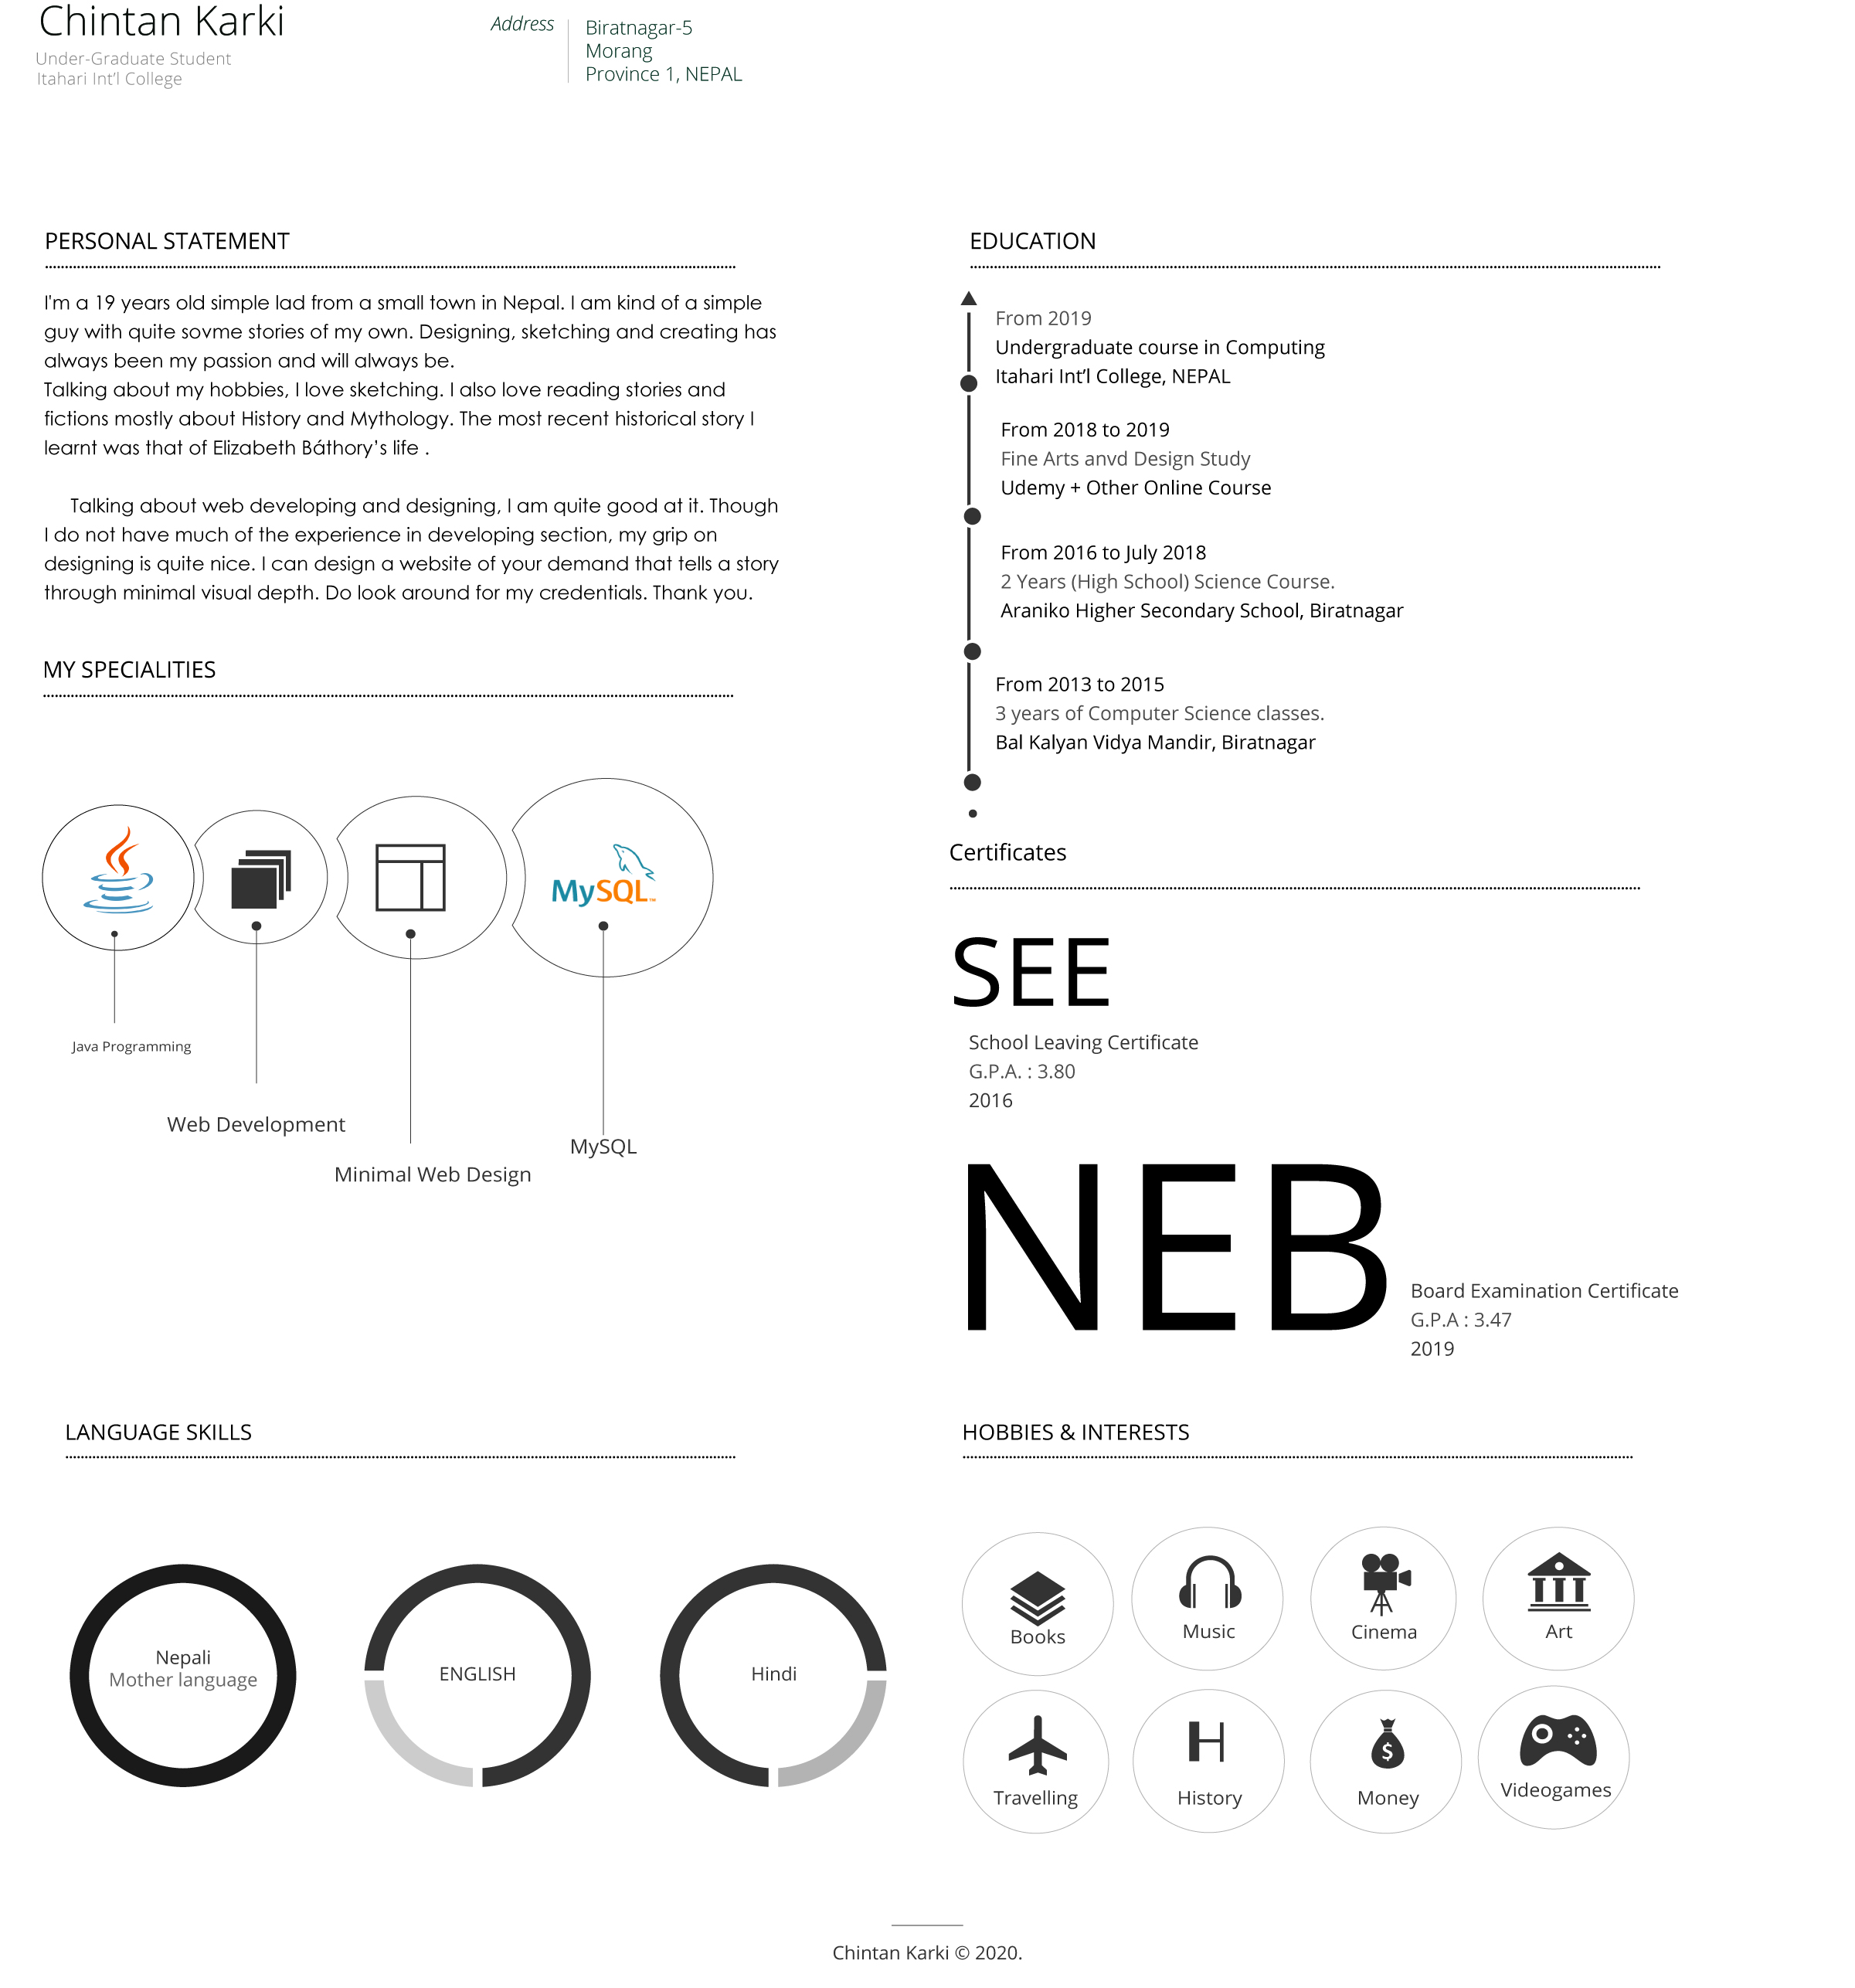 Chintan Karki
Under-Graduate Student
Itahari Int’l College
Address
Biratnagar-5
Morang
Province 1, NEPAL
PERSONAL STATEMENT
I'm a 19 years old simple lad from a small town in Nepal. I am kind of a simple
guy with quite sovme stories of my own. Designing, sketching and creating has
always been my passion and will always be.
Talking about my hobbies, I love sketching. I also love reading stories and
fictions mostly about History and Mythology. The most recent historical story I
learnt was that of Elizabeth Báthory’s life .
Talking about web developing and designing, I am quite good at it. Though
I do not have much of the experience in developing section, my grip on
designing is quite nice. I can design a website of your demand that tells a story
through minimal visual depth. Do look around for my credentials. Thank you.
MY SPECIALITIES
MySQL™
Java Programming
Web Development
Minimal Web Design
MySQL
EDUCATION
From 2019
Undergraduate course in Computing
Itahari Int’l College, NEPAL
From 2018 to 2019
Fine Arts anvd Design Study
Udemy + Other Online Course
From 2016 to July 2018
2 Years (High School) Science Course.
Araniko Higher Secondary School, Biratnagar
From 2013 to 2015
3 years of Computer Science classes.
Bal Kalyan Vidya Mandir, Biratnagar
Certificates
SEE
School Leaving Certificate
G.P.A. : 3.80
2016
NEB
Board Examination Certificate
G.P.A : 3.47
2019
LANGUAGE SKILLS
Nepali
Mother language
ENGLISH
Hindi
HOBBIES & INTERESTS
Books
Music
Cinema
Art
Travelling
H
History
$
Money
Videogames
Chintan Karki © 2020.